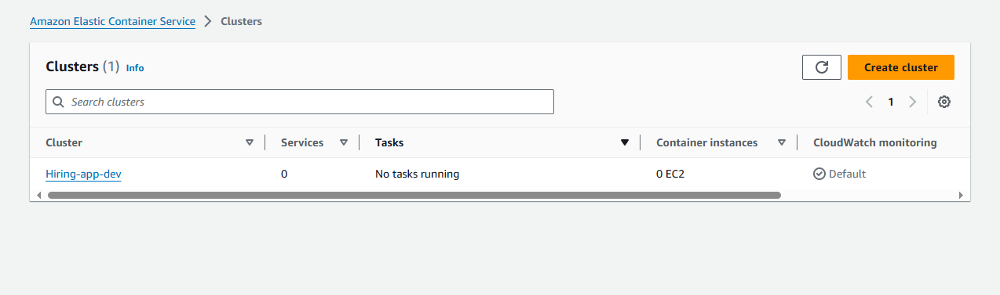 Amazon Elastic Container Service > Clusters
Clusters (1) Info
Create cluster
Search clusters
1
Cluster Services Tasks Container instances CloudWatch monitoring
Hiring-app-dev 0 No tasks running 0 EC2 Default